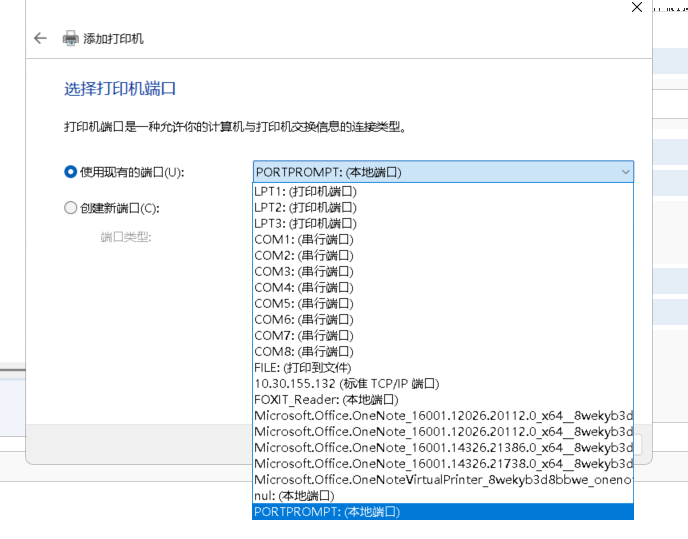 添加打印机
选择打印机端口
打印机端口是一种允许你的计算机与打印机交换信息的连接类型。
使用现有的端口(U):
PORTPROMPT: (本地端口)
创建新端口(C):
端口类型:
LPT1: (打印机端口)
LPT2: (打印机端口)
LPT3: (打印机端口)
COM1: (串行端口)
COM2: (串行端口)
COM3: (串行端口)
COM4: (串行端口)
COM5: (串行端口)
COM6: (串行端口)
COM7: (串行端口)
COM8: (串行端口)
FILE: (打印到文件)
10.30.155.132 (标准 TCP/IP 端口)
FOXIT_Reader: (本地端口)
Microsoft.Office.OneNote_16001.12026.20112.0_x64__8wekyb3d
Microsoft.Office.OneNote_16001.12026.20112.0_x64__8wekyb3d
Microsoft.Office.OneNote_16001.14326.21386.0_x64__8wekyb3d
Microsoft.Office.OneNote_16001.14326.21738.0_x64__8wekyb3d
Microsoft.Office.OneNoteVirtualPrinter_8wekyb3d8bbwe_oneno
nul: (本地端口)
PORTPROMPT: (本地端口)